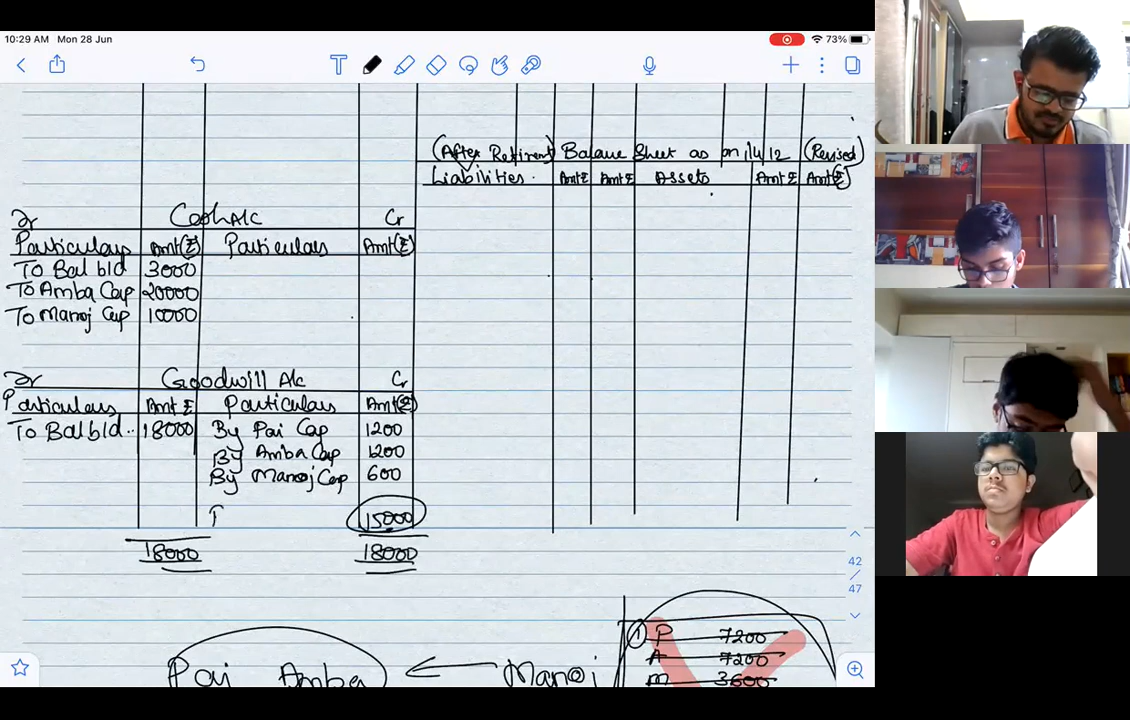 10:29 AM Mon 28 Jun
73%
(After Retirement) Balance Sheet as on 1/4/12 (Revised)
Liabilities. Amt ₹ Amt ₹ Assets Amt ₹ Amt(₹)
Dr Cash A/c Cr
Particulars Amt(₹) Particulars Amt(₹)
To Bal b/d 3000
To Amba Cap 20000
To Manoj Cap 10000
Dr Goodwill A/c Cr
Particulars Amt ₹ Particulars Amt(₹)
To Bal b/d.. 18000 By Pai Cap 1200
By Amba Cap 1200
By Manoj Cap 600
15000
18000 18000
42
/
47
1 P 7200
A 7200
M 3600
Pai Amba ← Manoj